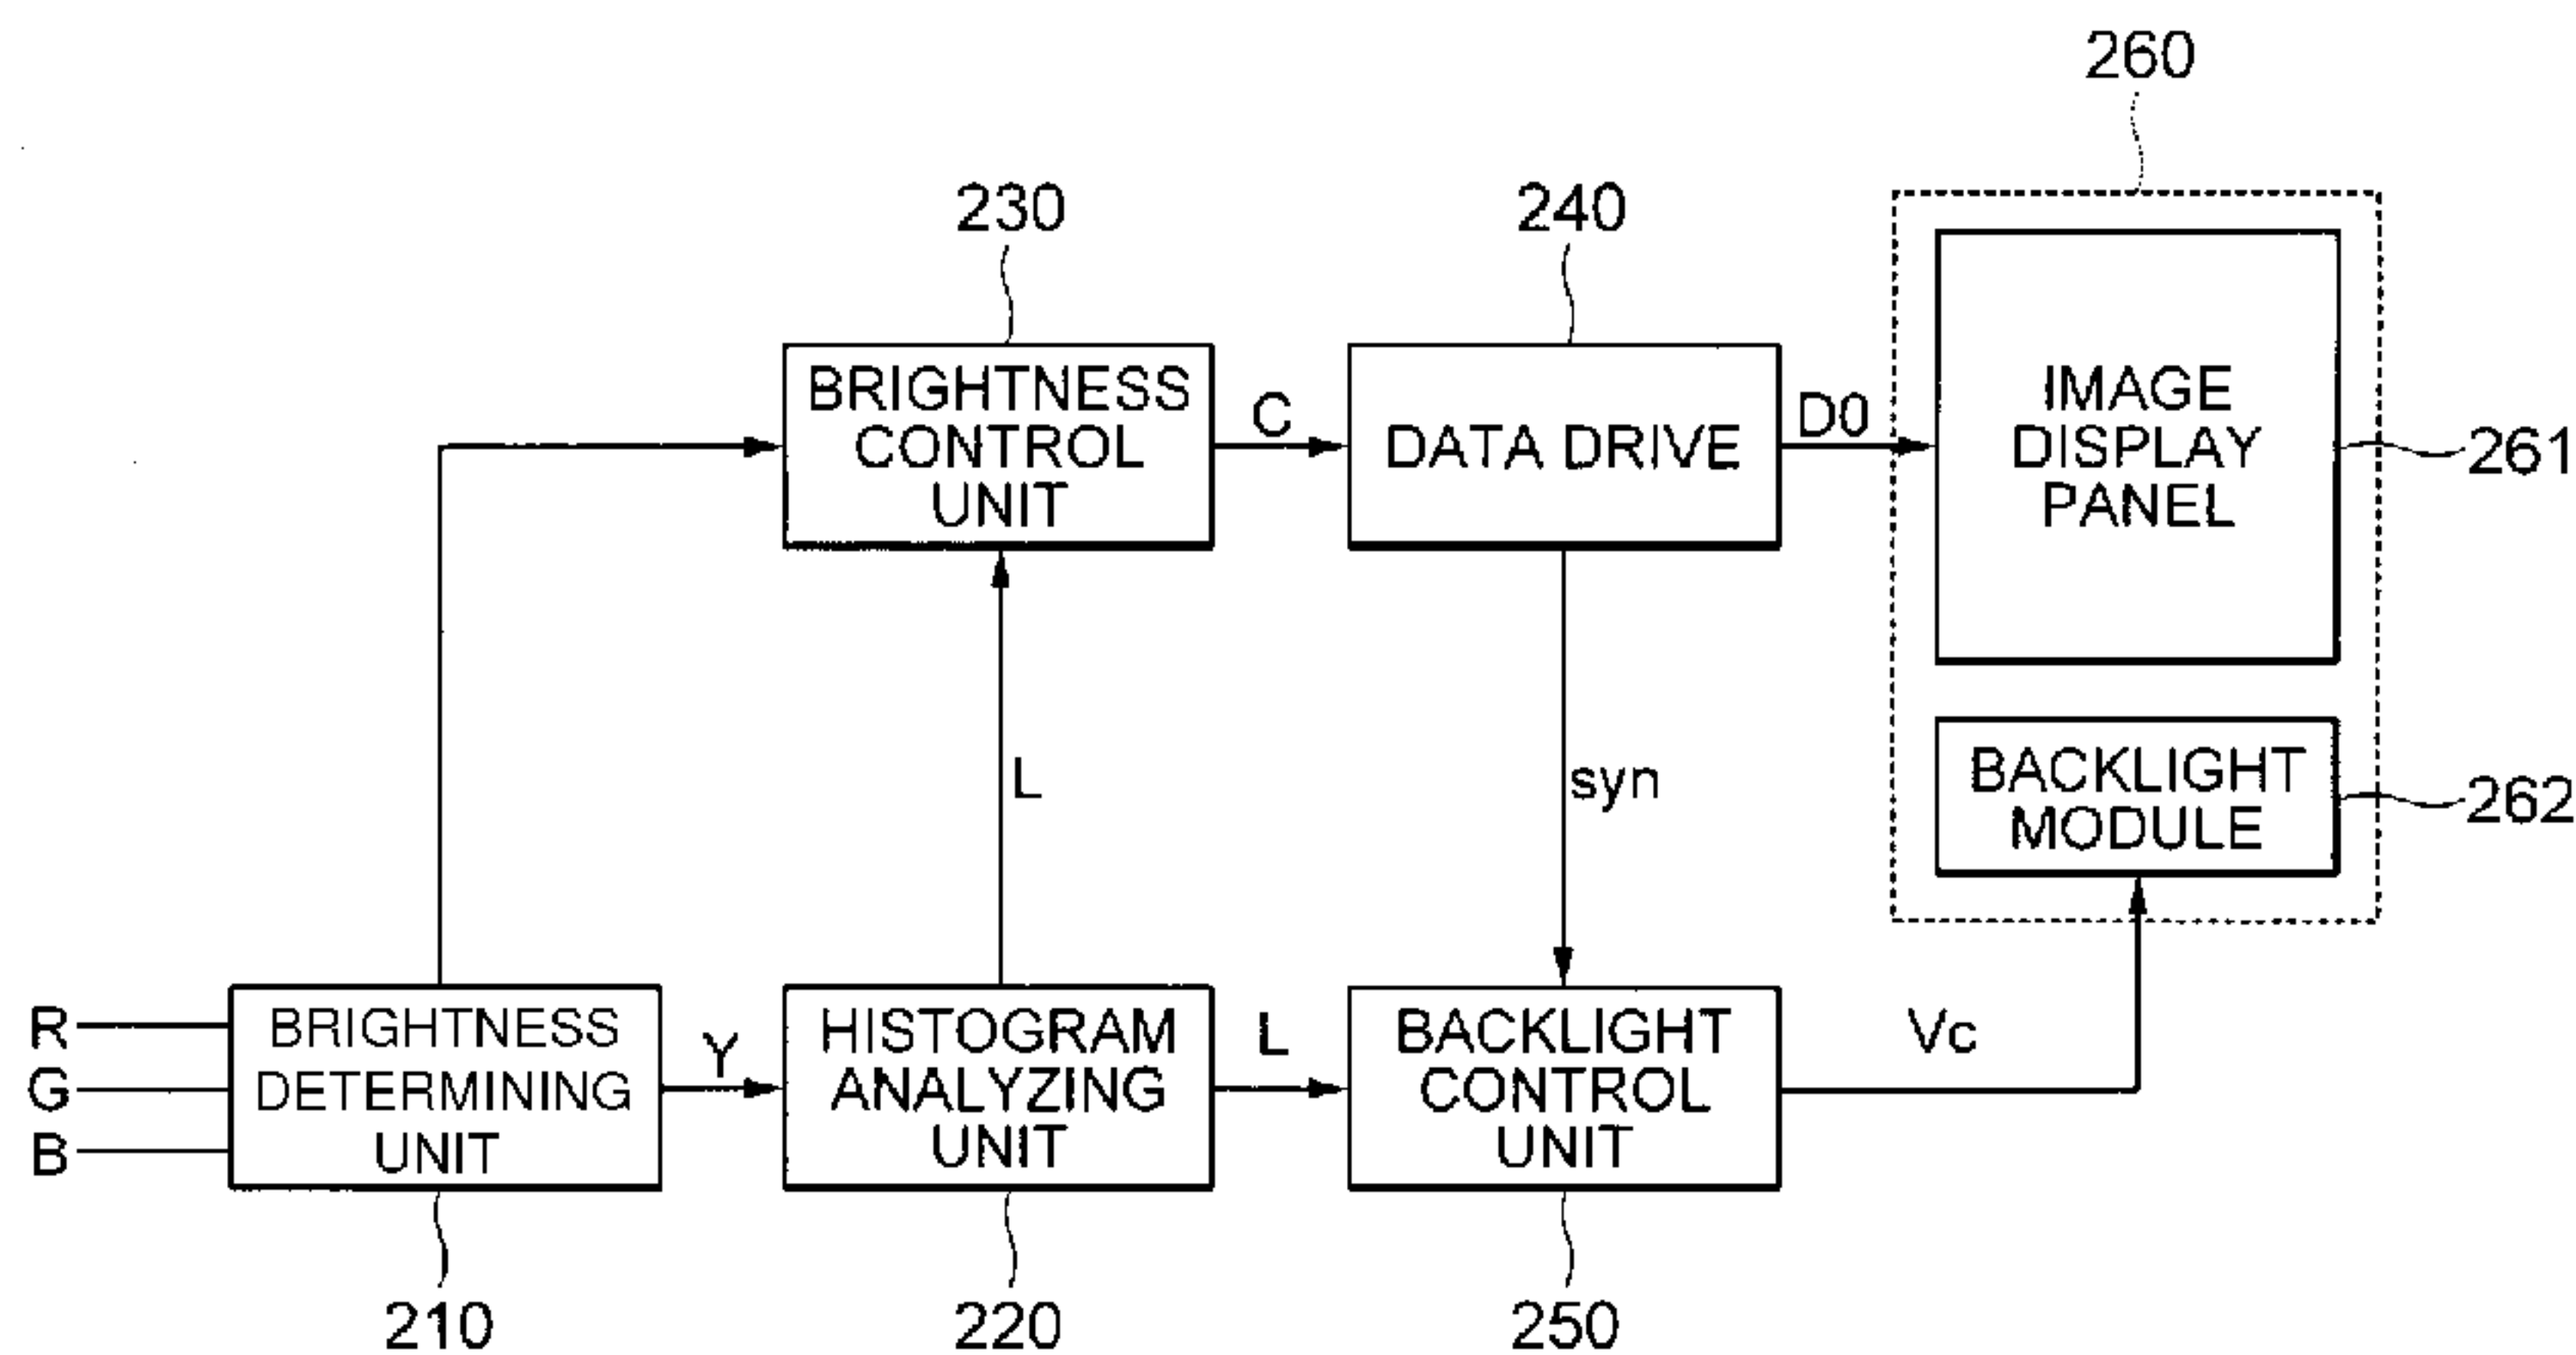 260
230
240
BRIGHTNESS
CONTROL
UNIT
C
DATA DRIVE
D0
IMAGE
DISPLAY
PANEL
261
L
syn
BACKLIGHT
MODULE
262
R
G
B
BRIGHTNESS
DETERMINING
UNIT
Y
HISTOGRAM
ANALYZING
UNIT
L
BACKLIGHT
CONTROL
UNIT
Vc
210
220
250